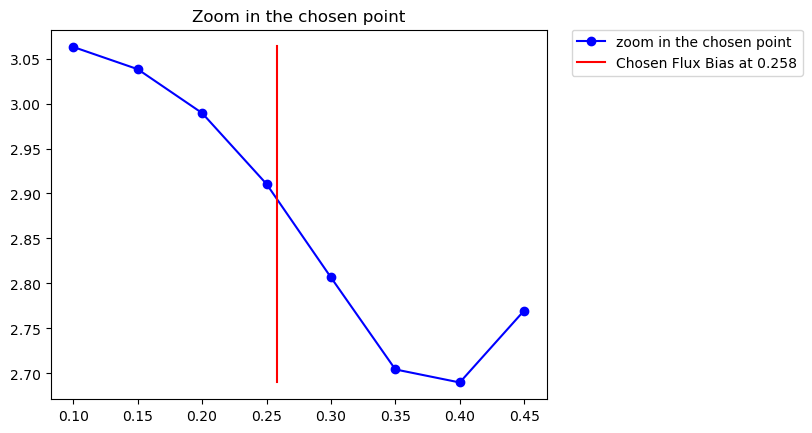 Zoom in the chosen point
zoom in the chosen point
Chosen Flux Bias at 0.258
3.05
3.00
2.95
2.90
2.85
2.80
2.75
2.70
0.10 0.15 0.20 0.25 0.30 0.35 0.40 0.45